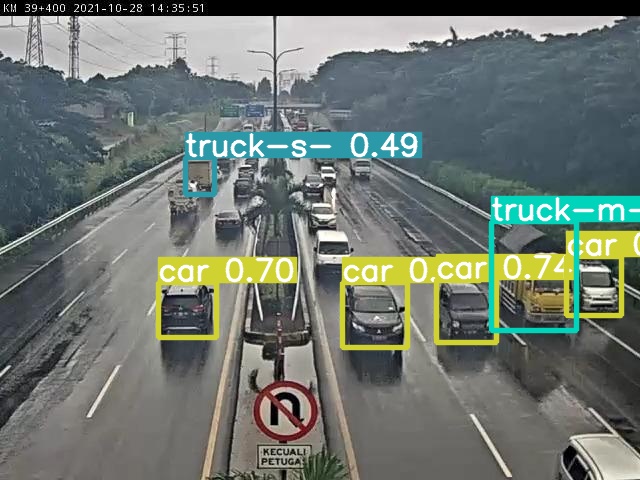 KM 39+400 2021-10-28 14:35:51
truck-s- 0.49
truck-m-
car 0.70
car 0.
car 0.74
car 0
KECUALI
PETUGAS